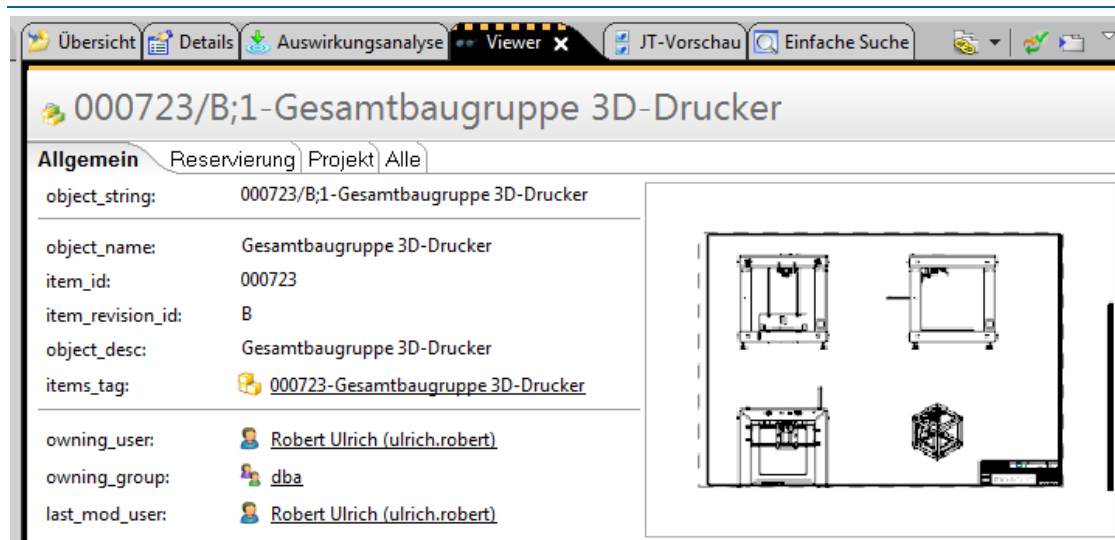 Übersicht Details Auswirkungsanalyse Viewer JT-Vorschau Einfache Suche
000723/B;1-Gesamtbaugruppe 3D-Drucker
Allgemein Reservierung Projekt Alle
object_string: 000723/B;1-Gesamtbaugruppe 3D-Drucker
object_name: Gesamtbaugruppe 3D-Drucker
item_id: 000723
item_revision_id: B
object_desc: Gesamtbaugruppe 3D-Drucker
items_tag: 000723-Gesamtbaugruppe 3D-Drucker
owning_user: Robert Ulrich (ulrich.robert)
owning_group: dba
last_mod_user: Robert Ulrich (ulrich.robert)